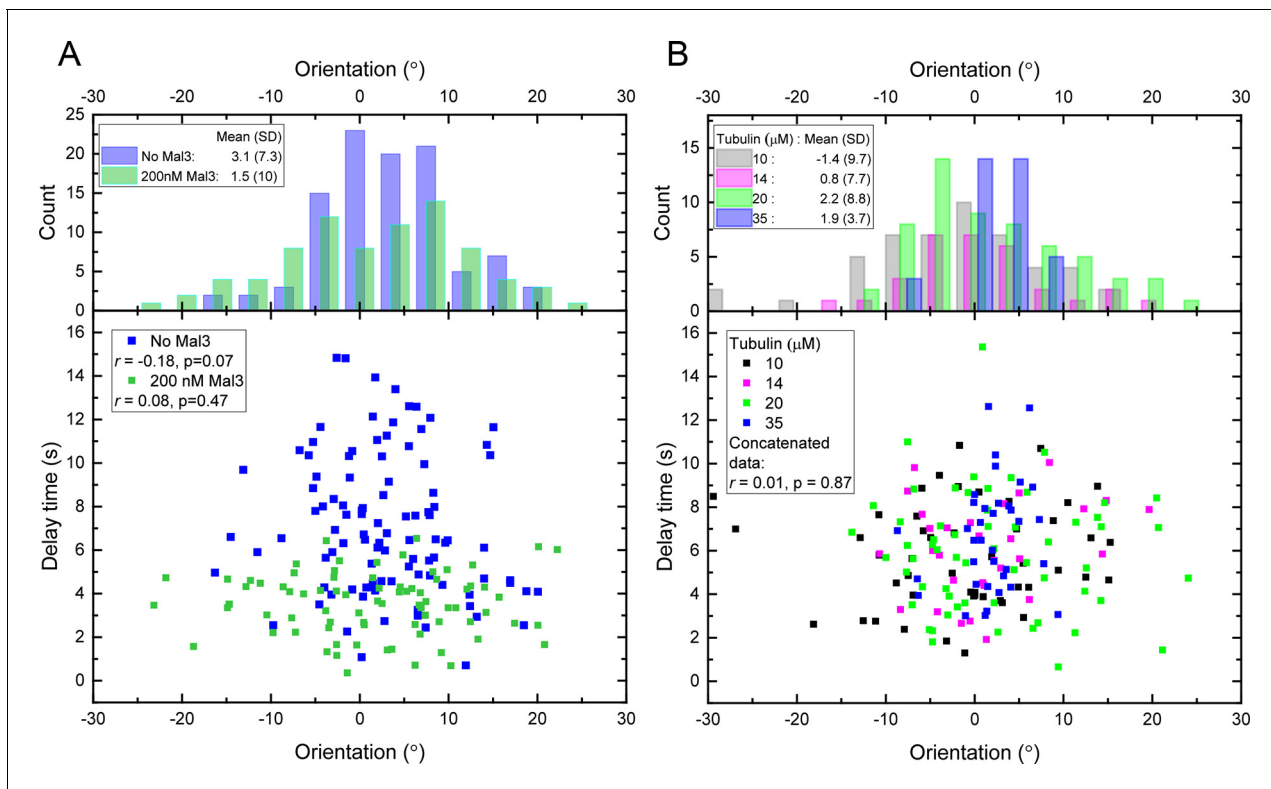 A
Orientation (°)
-30 -20 -10 0 10 20 30
25
20
15
10
5
0
Count
Mean (SD)
No Mal3: 3.1 (7.3)
200nM Mal3: 1.5 (10)
16
14
12
10
8
6
4
2
0
Delay time (s)
No Mal3
r = -0.18, p=0.07
200 nM Mal3
r = 0.08, p=0.47
-30 -20 -10 0 10 20 30
Orientation (°)
B
Orientation (°)
-30 -20 -10 0 10 20 30
15
10
5
0
Count
Tubulin (μM) : Mean (SD)
10 : -1.4 (9.7)
14 : 0.8 (7.7)
20 : 2.2 (8.8)
35 : 1.9 (3.7)
16
14
12
10
8
6
4
2
0
Delay time (s)
Tubulin (μM)
10
14
20
35
Concatenated
data:
r = 0.01, p = 0.87
-30 -20 -10 0 10 20 30
Orientation (°)